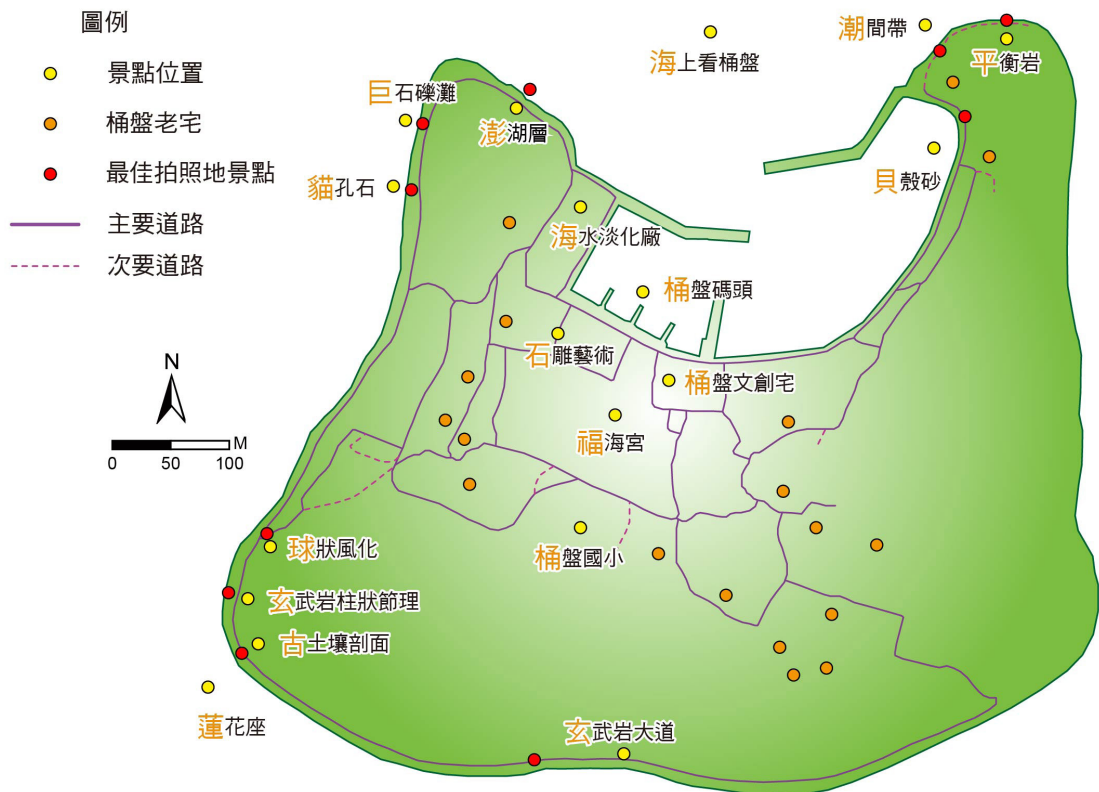 圖例
景點位置
桶盤老宅
最佳拍照地景點
主要道路
次要道路
N
0 50 100 M
海上看桶盤
潮間帶
平衡岩
巨石礫灘
澎湖層
貝殼砂
貓孔石
海水淡化廠
桶盤碼頭
石雕藝術
桶盤文創宅
福海宮
球狀風化
桶盤國小
玄武岩柱狀節理
古土壤剖面
蓮花座
玄武岩大道